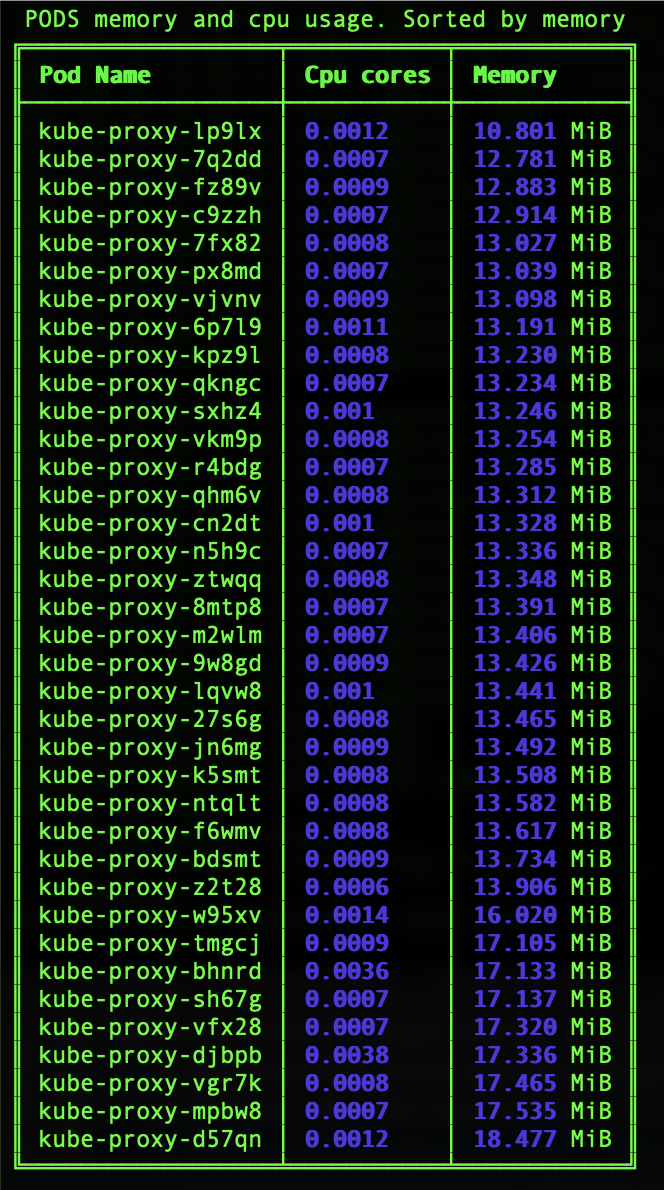 PODS memory and cpu usage. Sorted by memory
Pod Name Cpu cores Memory
kube-proxy-lp9lx 0.0012 10.801 MiB
kube-proxy-7q2dd 0.0007 12.781 MiB
kube-proxy-fz89v 0.0009 12.883 MiB
kube-proxy-c9zzh 0.0007 12.914 MiB
kube-proxy-7fx82 0.0008 13.027 MiB
kube-proxy-px8md 0.0007 13.039 MiB
kube-proxy-vjvnv 0.0009 13.098 MiB
kube-proxy-6p7l9 0.0011 13.191 MiB
kube-proxy-kpz9l 0.0008 13.230 MiB
kube-proxy-qkngc 0.0007 13.234 MiB
kube-proxy-sxhz4 0.001 13.246 MiB
kube-proxy-vkm9p 0.0008 13.254 MiB
kube-proxy-r4bdg 0.0007 13.285 MiB
kube-proxy-qhm6v 0.0008 13.312 MiB
kube-proxy-cn2dt 0.001 13.328 MiB
kube-proxy-n5h9c 0.0007 13.336 MiB
kube-proxy-ztwqq 0.0008 13.348 MiB
kube-proxy-8mtp8 0.0007 13.391 MiB
kube-proxy-m2wlm 0.0007 13.406 MiB
kube-proxy-9w8gd 0.0009 13.426 MiB
kube-proxy-lqvw8 0.001 13.441 MiB
kube-proxy-27s6g 0.0008 13.465 MiB
kube-proxy-jn6mg 0.0009 13.492 MiB
kube-proxy-k5smt 0.0008 13.508 MiB
kube-proxy-ntqlt 0.0008 13.582 MiB
kube-proxy-f6wmv 0.0008 13.617 MiB
kube-proxy-bdsmt 0.0009 13.734 MiB
kube-proxy-z2t28 0.0006 13.906 MiB
kube-proxy-w95xv 0.0014 16.020 MiB
kube-proxy-tmgcj 0.0009 17.105 MiB
kube-proxy-bhnrd 0.0036 17.133 MiB
kube-proxy-sh67g 0.0007 17.137 MiB
kube-proxy-vfx28 0.0007 17.320 MiB
kube-proxy-djbpb 0.0038 17.336 MiB
kube-proxy-vgr7k 0.0008 17.465 MiB
kube-proxy-mpbw8 0.0007 17.535 MiB
kube-proxy-d57qn 0.0012 18.477 MiB